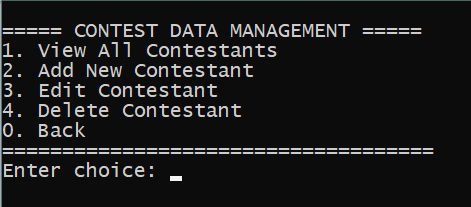 ===== CONTEST DATA MANAGEMENT =====
1. View All Contestants
2. Add New Contestant
3. Edit Contestant
4. Delete Contestant
0. Back
====================================
Enter choice: _